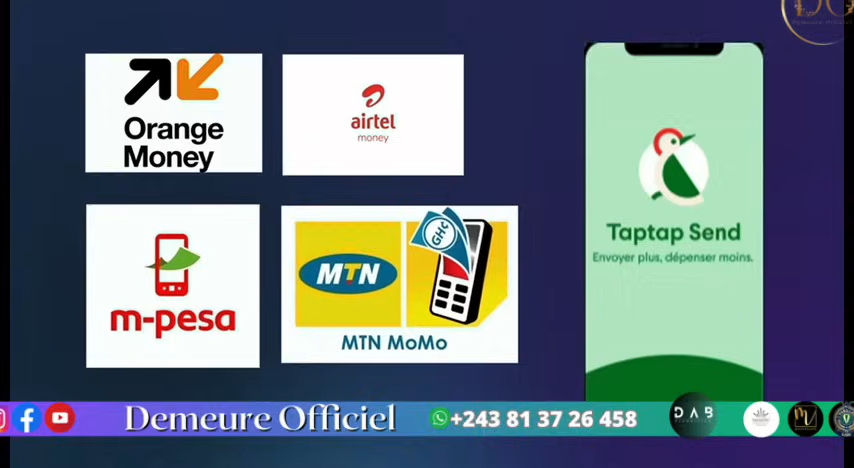 Orange
Money
airtel
money
m-pesa
GH¢
MTN
MTN MoMo
Taptap Send
Envoyer plus, dépenser moins.
Demeure Officiel
+243 81 37 26 458
DAB